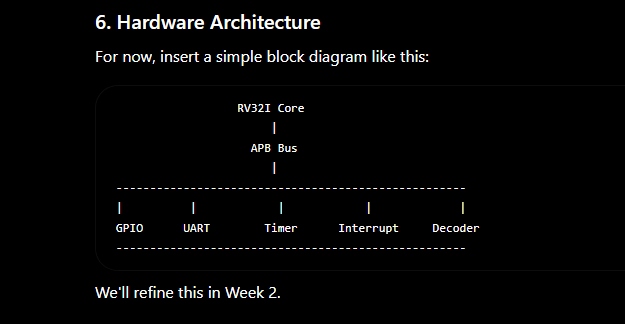 6. Hardware Architecture
For now, insert a simple block diagram like this:
RV32I Core
|
APB Bus
|
----------------------------------------------------
| | | | |
GPIO UART Timer Interrupt Decoder
----------------------------------------------------
We'll refine this in Week 2.